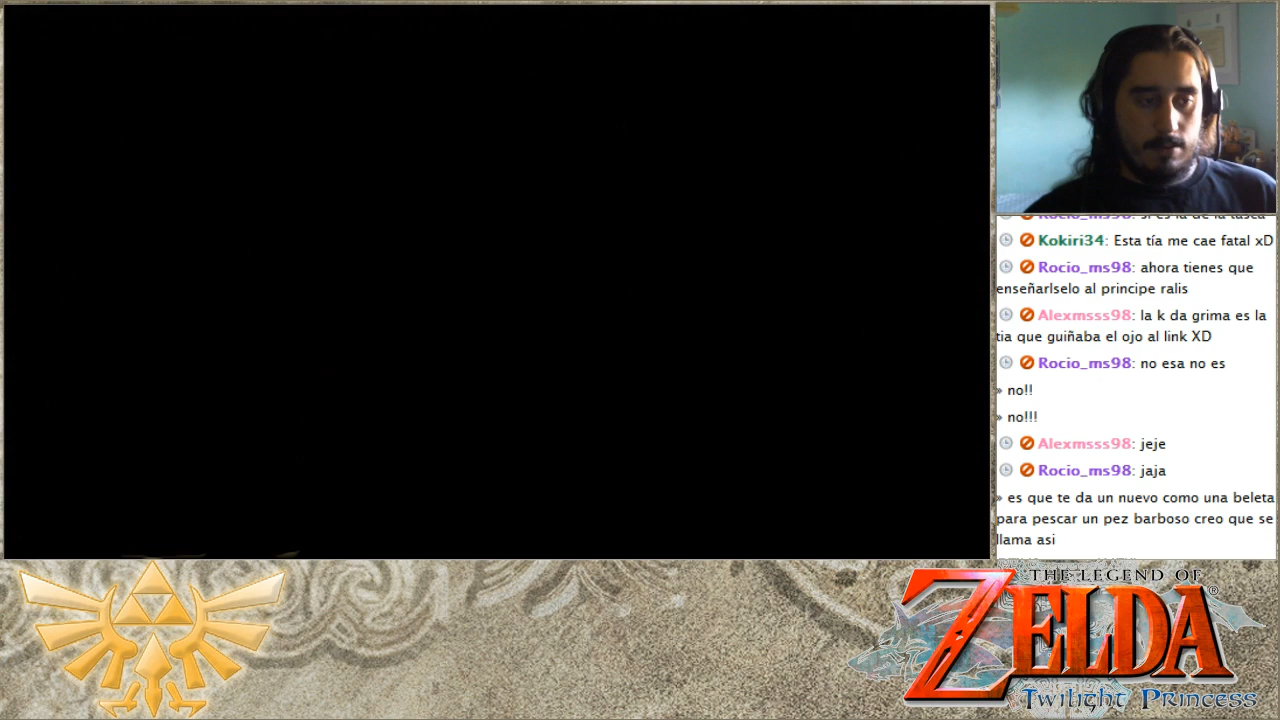 Kokiri34: Esta tía me cae fatal xD
Rocio_ms98: ahora tienes que
enseñarlselo al principe ralis
Alexmsss98: la k da grima es la
tia que guiñaba el ojo al link XD
Rocio_ms98: no esa no es
» no!!
» no!!!
Alexmsss98: jeje
Rocio_ms98: jaja
» es que te da un nuevo como una beleta
para pescar un pez barboso creo que se
llama asi
THE LEGEND OF
ZELDA®
Twilight Princess